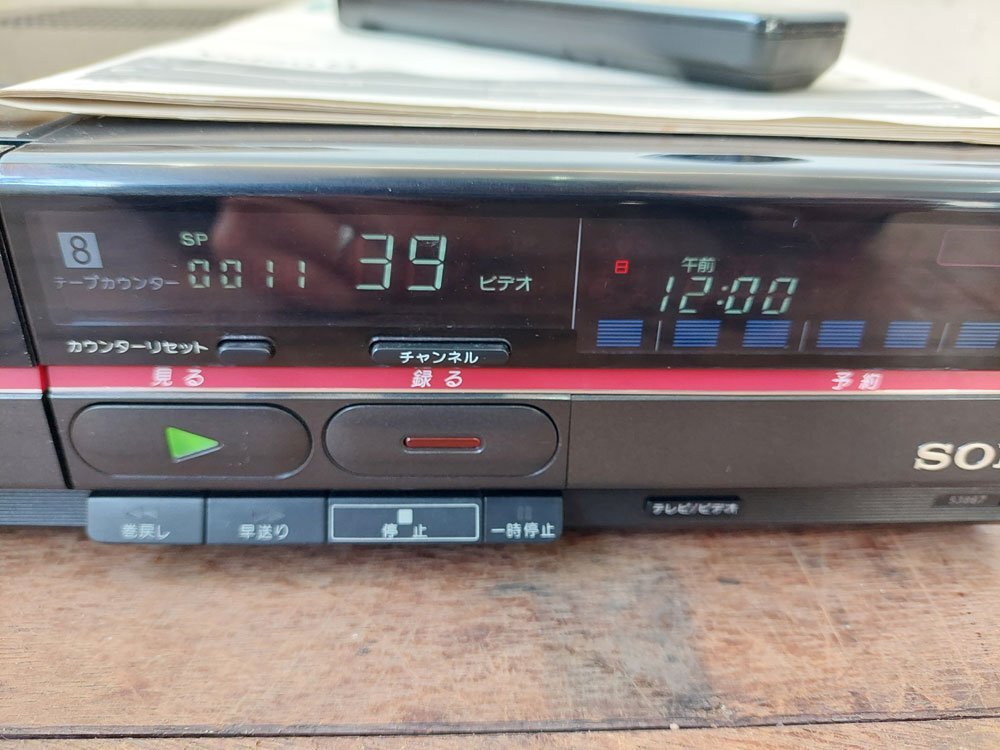 8
SP
テープカウンター 0011
39
ビデオ
日
午前
12:00
カウンターリセット
チャンネル
見る
録る
予約
SO
巻戻し
早送り
停止
一時停止
テレビ/ビデオ